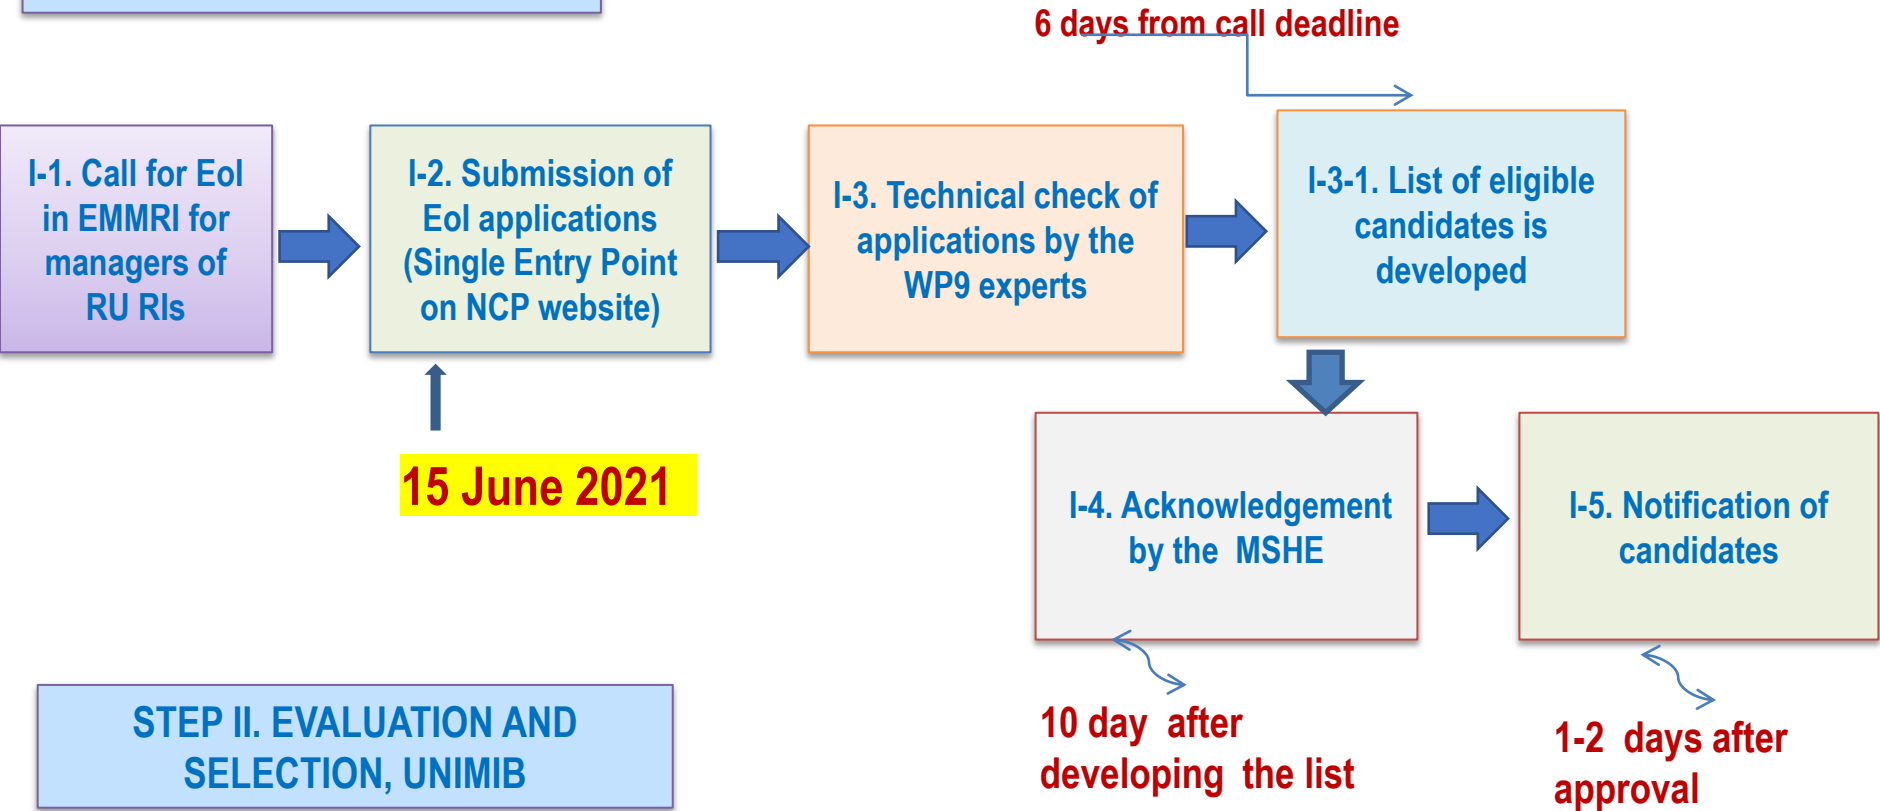 6 days from call deadline
I-1. Call for EoI
in EMMRI for
managers of
RU RIs
I-2. Submission of
EoI applications
(Single Entry Point
on NCP website)
I-3. Technical check of
applications by the
WP9 experts
I-3-1. List of eligible
candidates is
developed
15 June 2021
I-4. Acknowledgement
by the MSHE
I-5. Notification of
candidates
10 day after
developing the list
1-2 days after
approval
STEP II. EVALUATION AND
SELECTION, UNIMIB